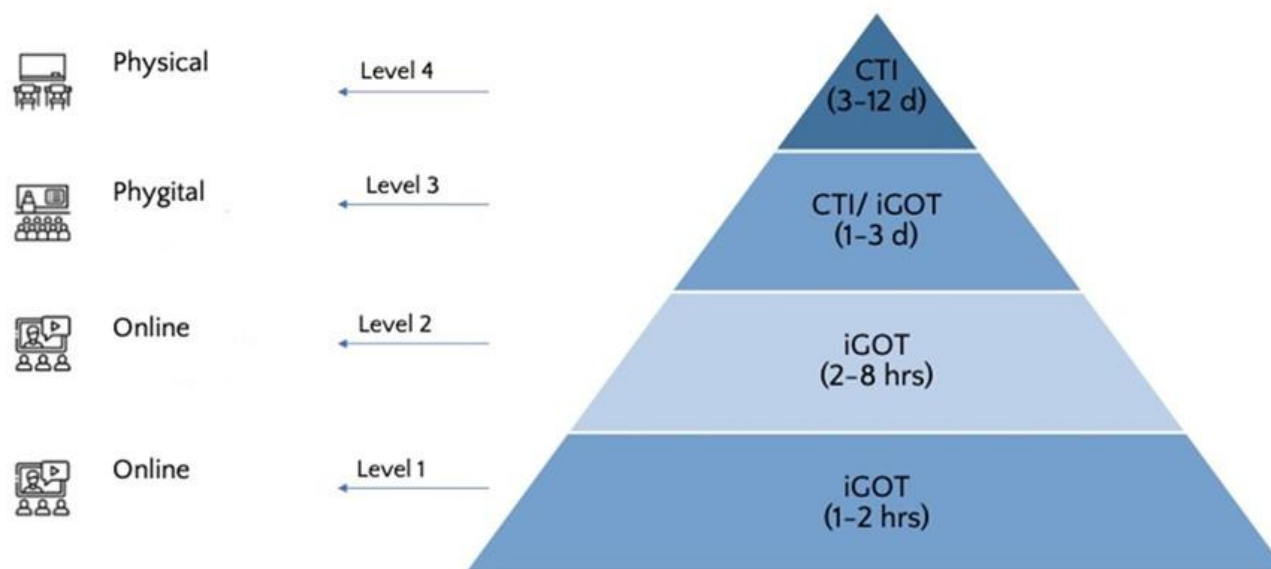 Physical
Level 4
CTI
(3-12 d)
Phygital
Level 3
CTI/ iGOT
(1-3 d)
Online
Level 2
iGOT
(2-8 hrs)
Online
Level 1
iGOT
(1-2 hrs)